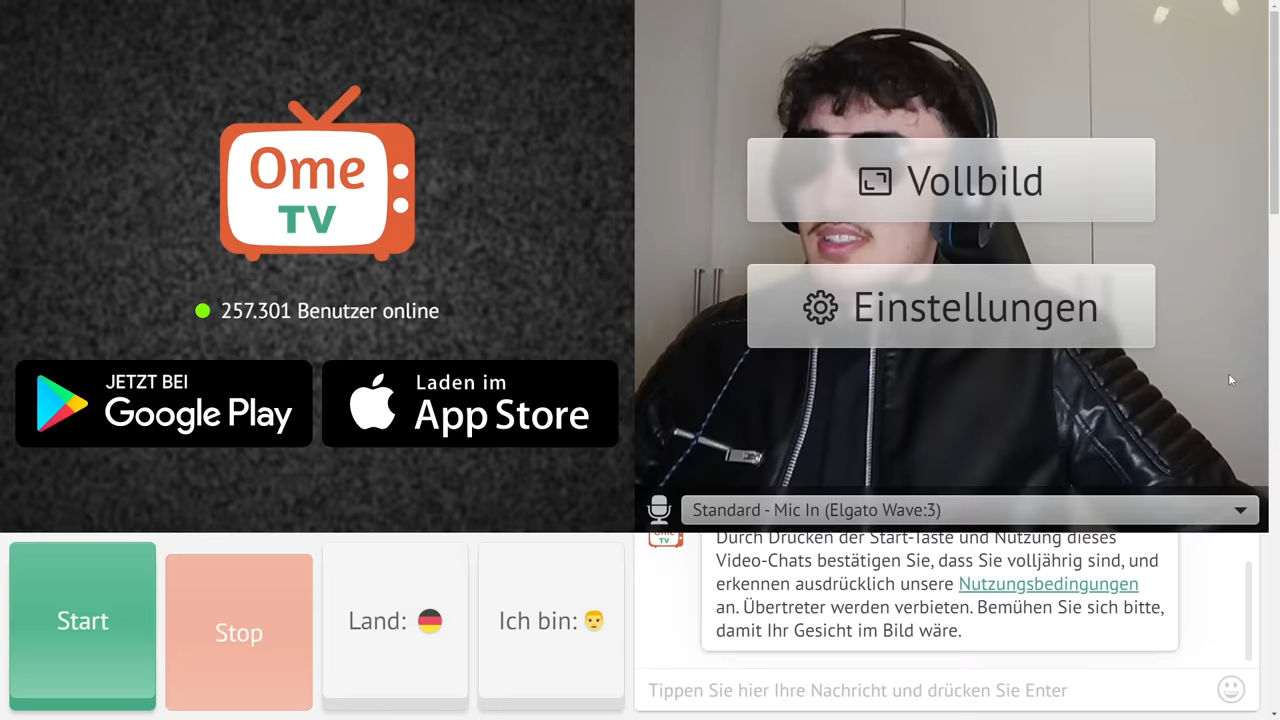 Ome
TV
257.301 Benutzer online
JETZT BEI
Google Play
Laden im
App Store
Start
Stop
Land:
Ich bin:
Vollbild
Einstellungen
Standard - Mic In (Elgato Wave:3)
TV
Durch Drücken der Start-Taste und Nutzung dieses
Video-Chats bestätigen Sie, dass Sie volljährig sind, und
erkennen ausdrücklich unsere Nutzungsbedingungen
an. Übertreter werden verbieten. Bemühen Sie sich bitte,
damit Ihr Gesicht im Bild wäre.
Tippen Sie hier Ihre Nachricht und drücken Sie Enter